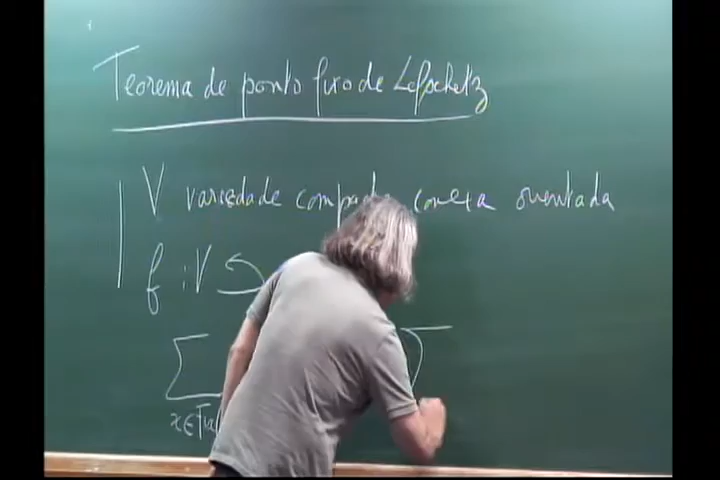 Teorema de ponto fixo de Lefschetz
V variedade compacta conexa orientada
f : V
∑
x ∈ Fix